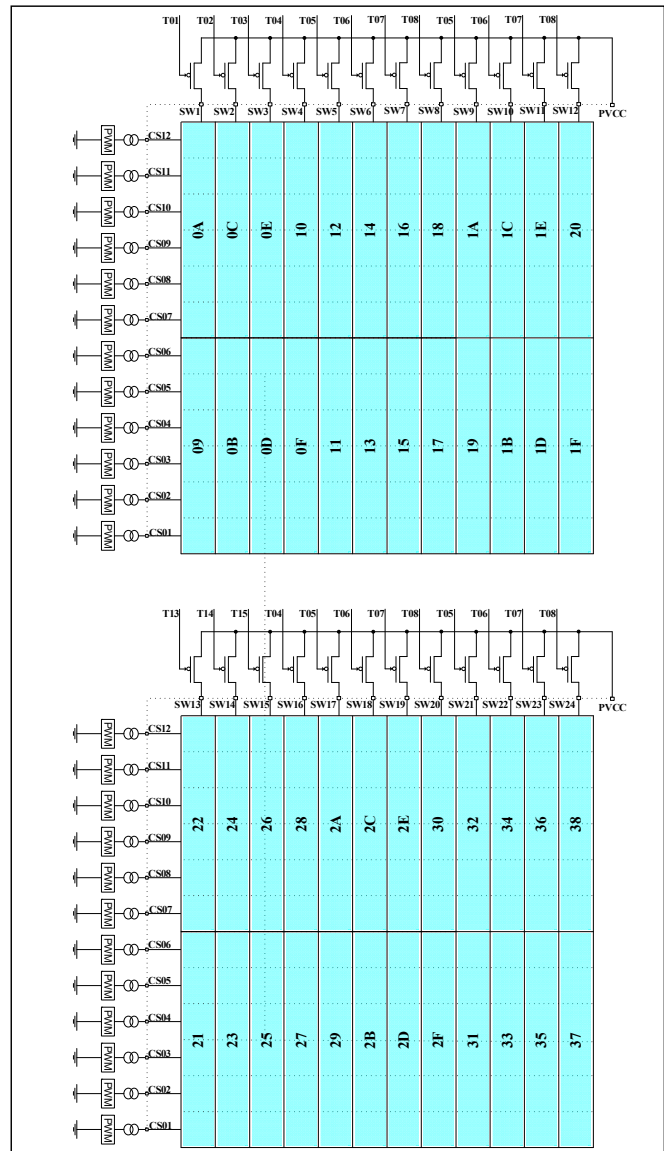 T01 T02 T03 T04 T05 T06 T07 T08 T05 T06 T07 T08
SW1 SW2 SW3 SW4 SW5 SW6 SW7 SW8 SW9 SW10 SW11 SW12 PVCC
PWM CS12
PWM CS11
PWM CS10
PWM CS09
PWM CS08
PWM CS07
0A 0C 0E 10 12 14 16 18 1A 1C 1E 20
PWM CS06
PWM CS05
PWM CS04
PWM CS03
PWM CS02
PWM CS01
09 0B 0D 0F 11 13 15 17 19 1B 1D 1F
T13 T14 T15 T04 T05 T06 T07 T08 T05 T06 T07 T08
SW13 SW14 SW15 SW16 SW17 SW18 SW19 SW20 SW21 SW22 SW23 SW24 PVCC
PWM CS12
PWM CS11
PWM CS10
PWM CS09
PWM CS08
PWM CS07
22 24 26 28 2A 2C 2E 30 32 34 36 38
PWM CS06
PWM CS05
PWM CS04
PWM CS03
PWM CS02
PWM CS01
21 23 25 27 29 2B 2D 2F 31 33 35 37